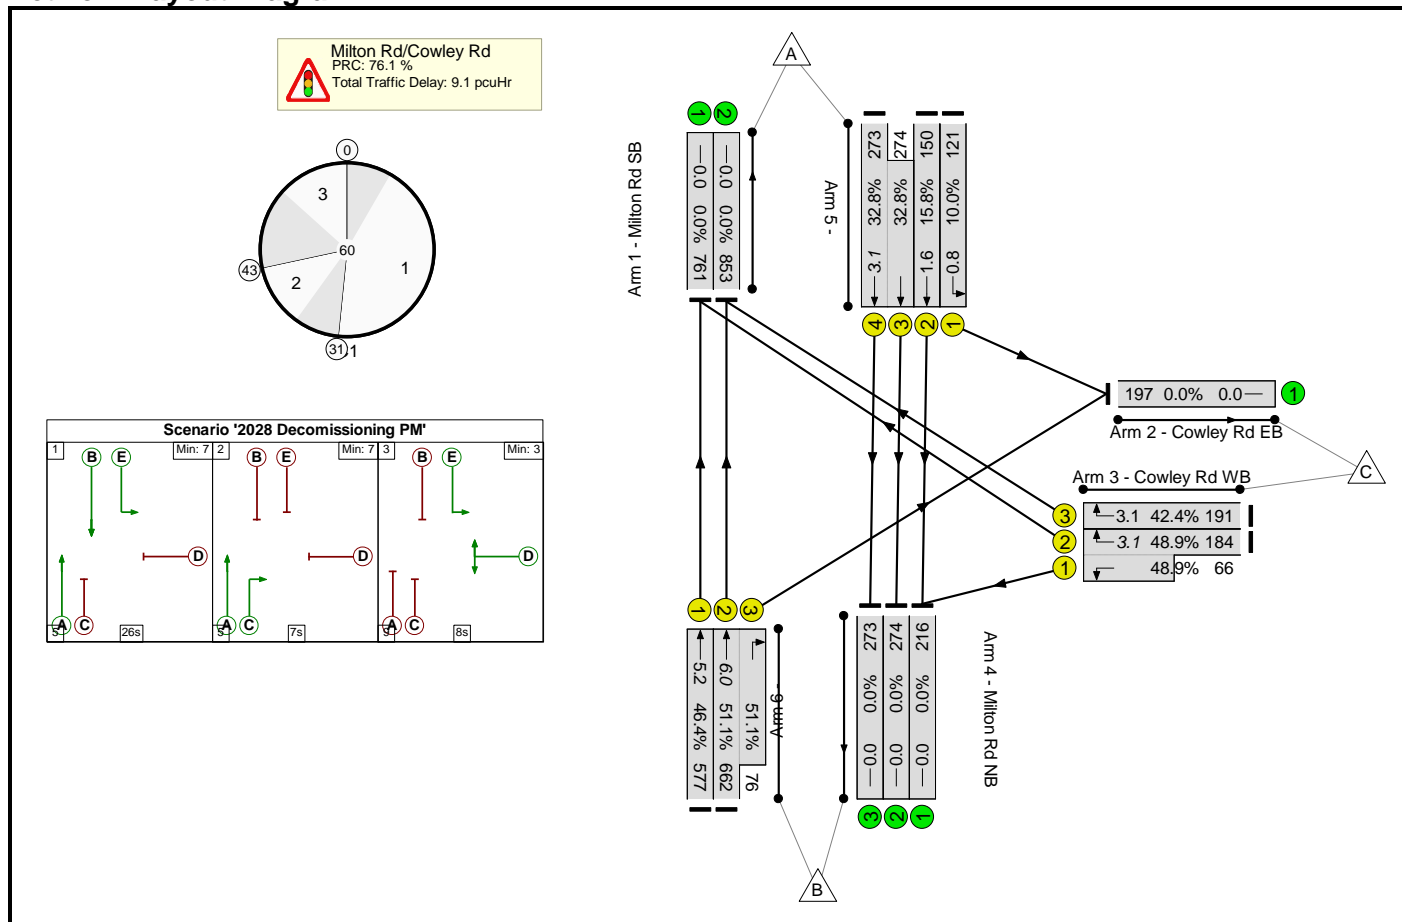 Milton Rd/Cowley Rd
PRC: 76.1 %
Total Traffic Delay: 9.1 pcuHr
0
3
60
1
43
2
31
.1
Scenario '2028 Decomissioning PM'
1
Min: 7
B
E
D
A
C
5
26s
2
Min: 7
B
E
D
A
C
5
7s
3
Min: 3
B
E
D
A
C
9
8s
A
Arm 1 - Milton Rd SB
1
2
0.0 0.0% 761
0.0 0.0% 853
Arm 5 -
273 32.8% 3.1
274 32.8%
150 15.8% 1.6
121 10.0% 0.8
4
3
2
1
197 0.0% 0.0
1
Arm 2 - Cowley Rd EB
C
Arm 3 - Cowley Rd WB
3
3.1 42.4% 191
2
3.1 48.9% 184
1
48.9% 66
1
2
3
5.2 46.4% 577
6.0 51.1% 662
51.1% 76
Arm 6 -
273 0.0% 0.0
274 0.0% 0.0
216 0.0% 0.0
3
2
1
Arm 4 - Milton Rd NB
B